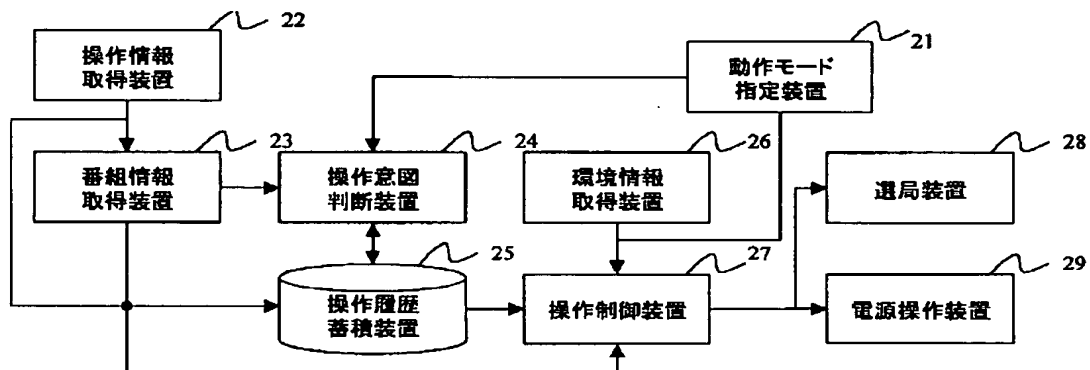 22
操作情報
取得装置
21
動作モード
指定装置
23
番組情報
取得装置
24
操作意図
判断装置
26
環境情報
取得装置
28
選局装置
25
操作履歴
蓄積装置
27
操作制御装置
29
電源操作装置